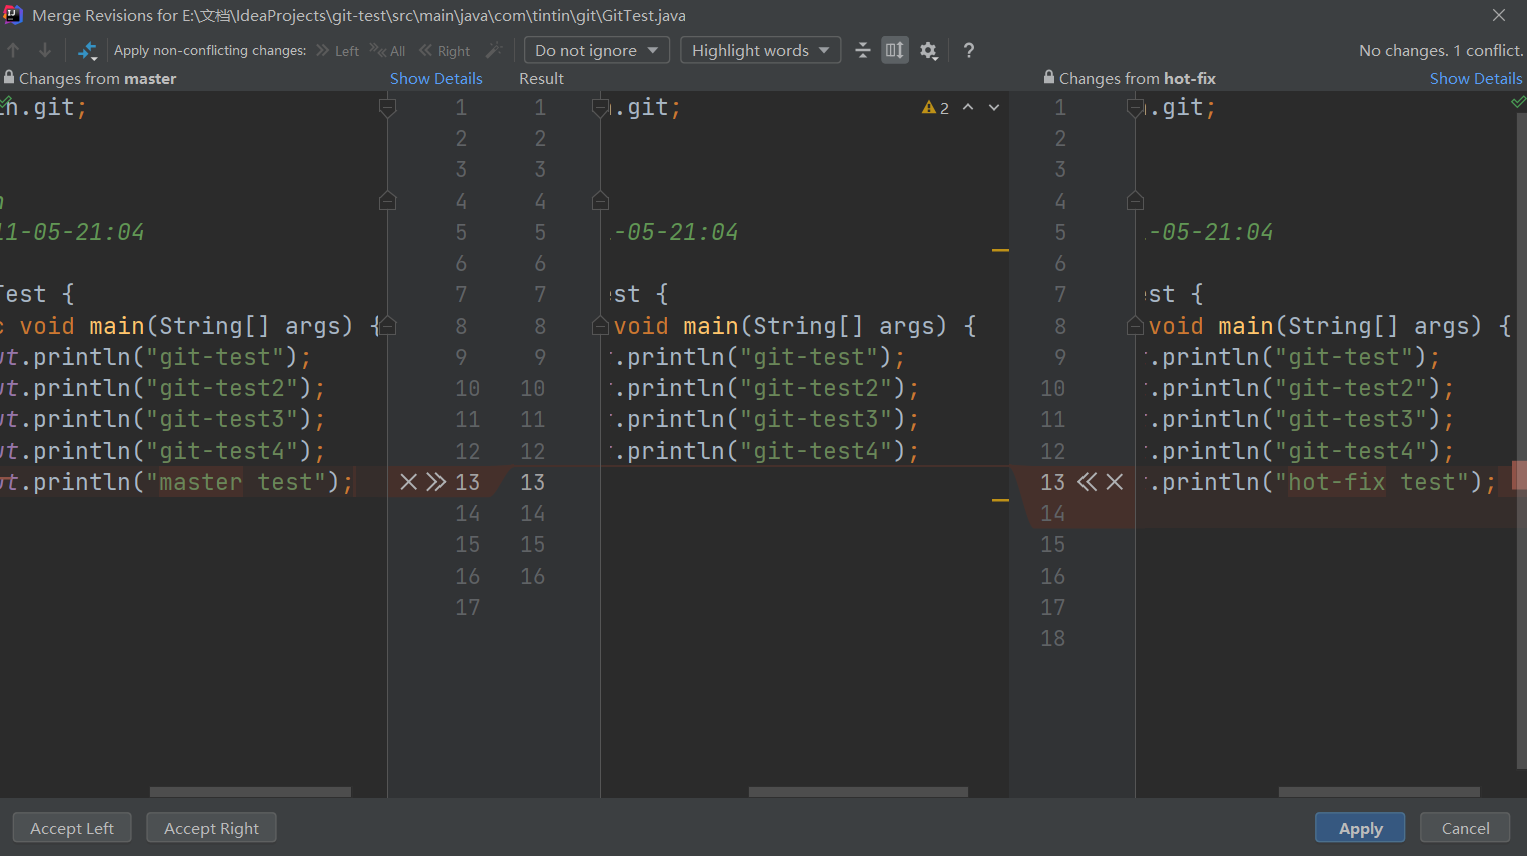 Merge Revisions for E:\文档\IdeaProjects\git-test\src\main\java\com\tintin\git\GitTest.java
Apply non-conflicting changes: Left All Right Do not ignore Highlight words ? No changes. 1 conflict.
Changes from master Show Details Result Changes from hot-fix Show Details
n.git; 1 1 .git; 2 1 .git;
2 2 2
3 3 3
4 4 4
11-05-21:04 5 5 -05-21:04 5 -05-21:04
6 6 6
Test { 7 7 st { 7 st {
c void main(String[] args) { 8 8 void main(String[] args) { 8 void main(String[] args) {
ut.println("git-test"); 9 9 .println("git-test"); 9 .println("git-test");
ut.println("git-test2"); 10 10 .println("git-test2"); 10 .println("git-test2");
ut.println("git-test3"); 11 11 .println("git-test3"); 11 .println("git-test3");
ut.println("git-test4"); 12 12 .println("git-test4"); 12 .println("git-test4");
ut.println("master test"); 13 13 13 .println("hot-fix test");
14 14 14
15 15 15
16 16 16
17 17
18
Accept Left Accept Right Apply Cancel